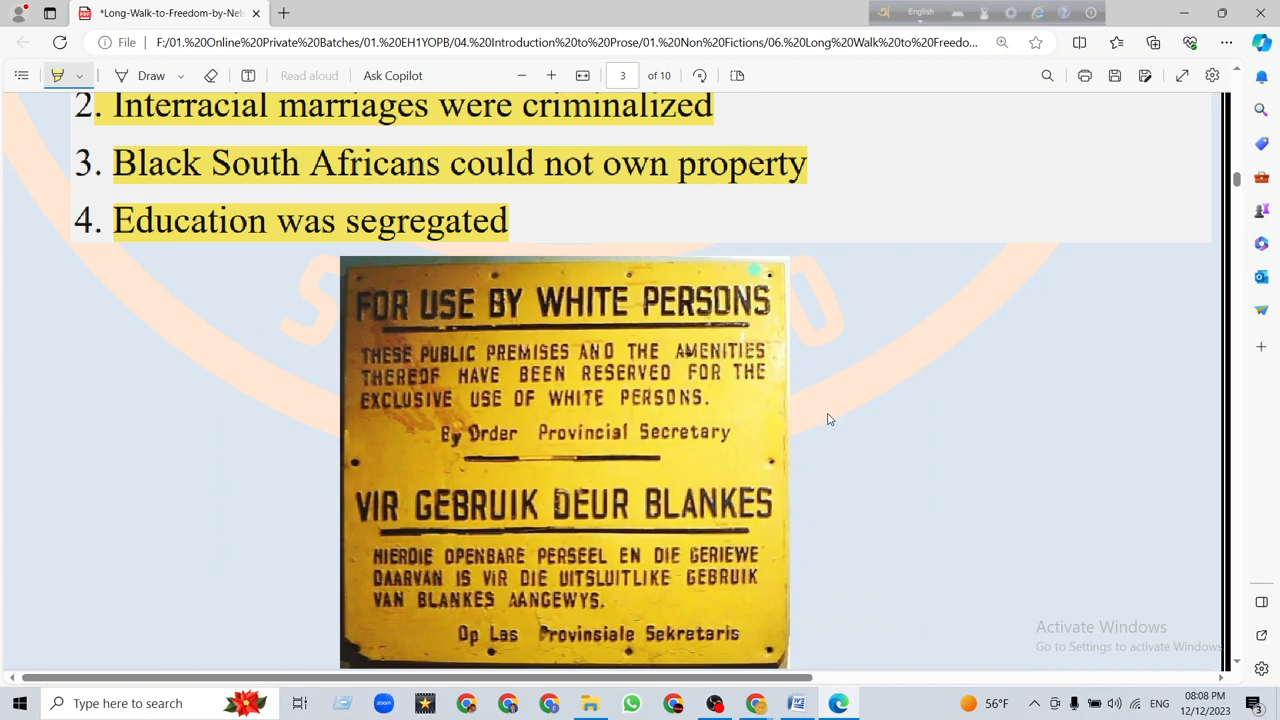 *Long-Walk-to-Freedom-by-Nels
English
File
F:/01.%20Online%20Private%20Batches/01.%20EH1YOPB/04.%20Introduction%20to%20Prose/01.%20Non%20Fictions/06.%20Long%20Walk%20to%20Freedo...
Draw
Read aloud
Ask Copilot
3 of 10
2. Interracial marriages were criminalized
3. Black South Africans could not own property
4. Education was segregated
FOR USE BY WHITE PERSONS
THESE PUBLIC PREMISES AND THE AMENITIES
THEREOF HAVE BEEN RESERVED FOR THE
EXCLUSIVE USE OF WHITE PERSONS.
By Order Provincial Secretary
VIR GEBRUIK DEUR BLANKES
HIERDIE OPENBARE PERSEEL EN DIE GERIEWE
DAARVAN IS VIR DIE UITSLUITLIKE GEBRUIK
VAN BLANKES AANGEWYS.
Op Las Provinsiale Sekretaris
Activate Windows
Go to Settings to activate Windows.
Type here to search
zoom
56°F
ENG
08:08 PM
12/12/2023
3